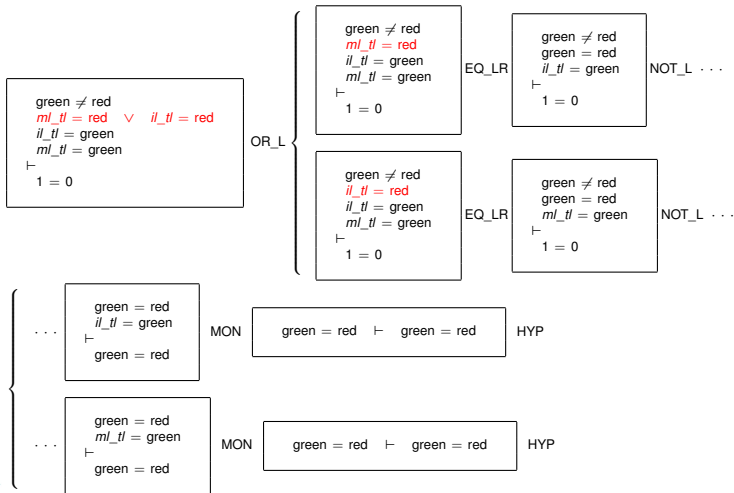 green ≠ red
ml_tl = red ∨ il_tl = red
il_tl = green
ml_tl = green
⊢
1 = 0
OR_L
green ≠ red
ml_tl = red
il_tl = green
ml_tl = green
⊢
1 = 0
EQ_LR
green ≠ red
green = red
il_tl = green
⊢
1 = 0
NOT_L · · ·
green ≠ red
il_tl = red
il_tl = green
ml_tl = green
⊢
1 = 0
EQ_LR
green ≠ red
green = red
ml_tl = green
⊢
1 = 0
NOT_L · · ·
· · ·
green = red
il_tl = green
⊢
green = red
MON
green = red ⊢ green = red
HYP
· · ·
green = red
ml_tl = green
⊢
green = red
MON
green = red ⊢ green = red
HYP